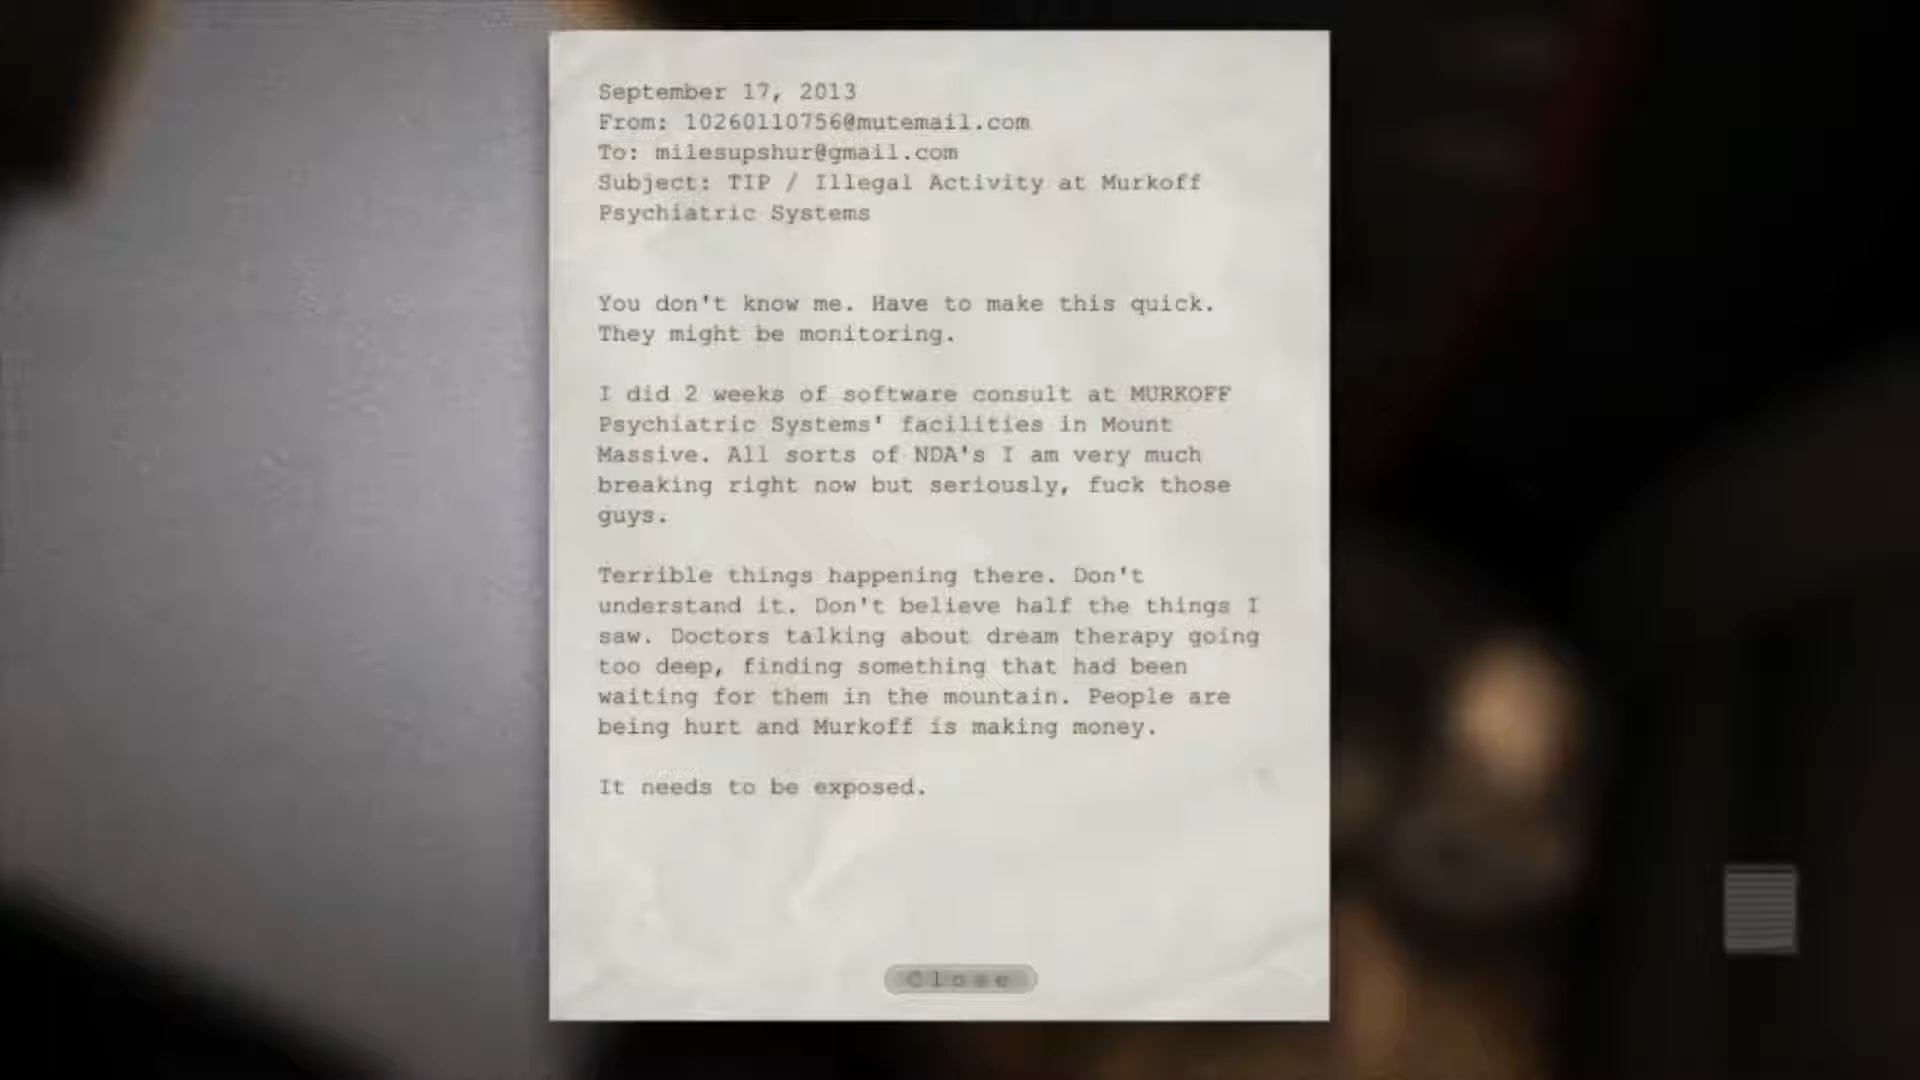 September 17, 2013
From: 10260110756@mutemail.com
To: milesupshur@gmail.com
Subject: TIP / Illegal Activity at Murkoff
Psychiatric Systems
You don't know me. Have to make this quick.
They might be monitoring.
I did 2 weeks of software consult at MURKOFF
Psychiatric Systems' facilities in Mount
Massive. All sorts of NDA's I am very much
breaking right now but seriously, fuck those
guys.
Terrible things happening there. Don't
understand it. Don't believe half the things I
saw. Doctors talking about dream therapy going
too deep, finding something that had been
waiting for them in the mountain. People are
being hurt and Murkoff is making money.
It needs to be exposed.
Close